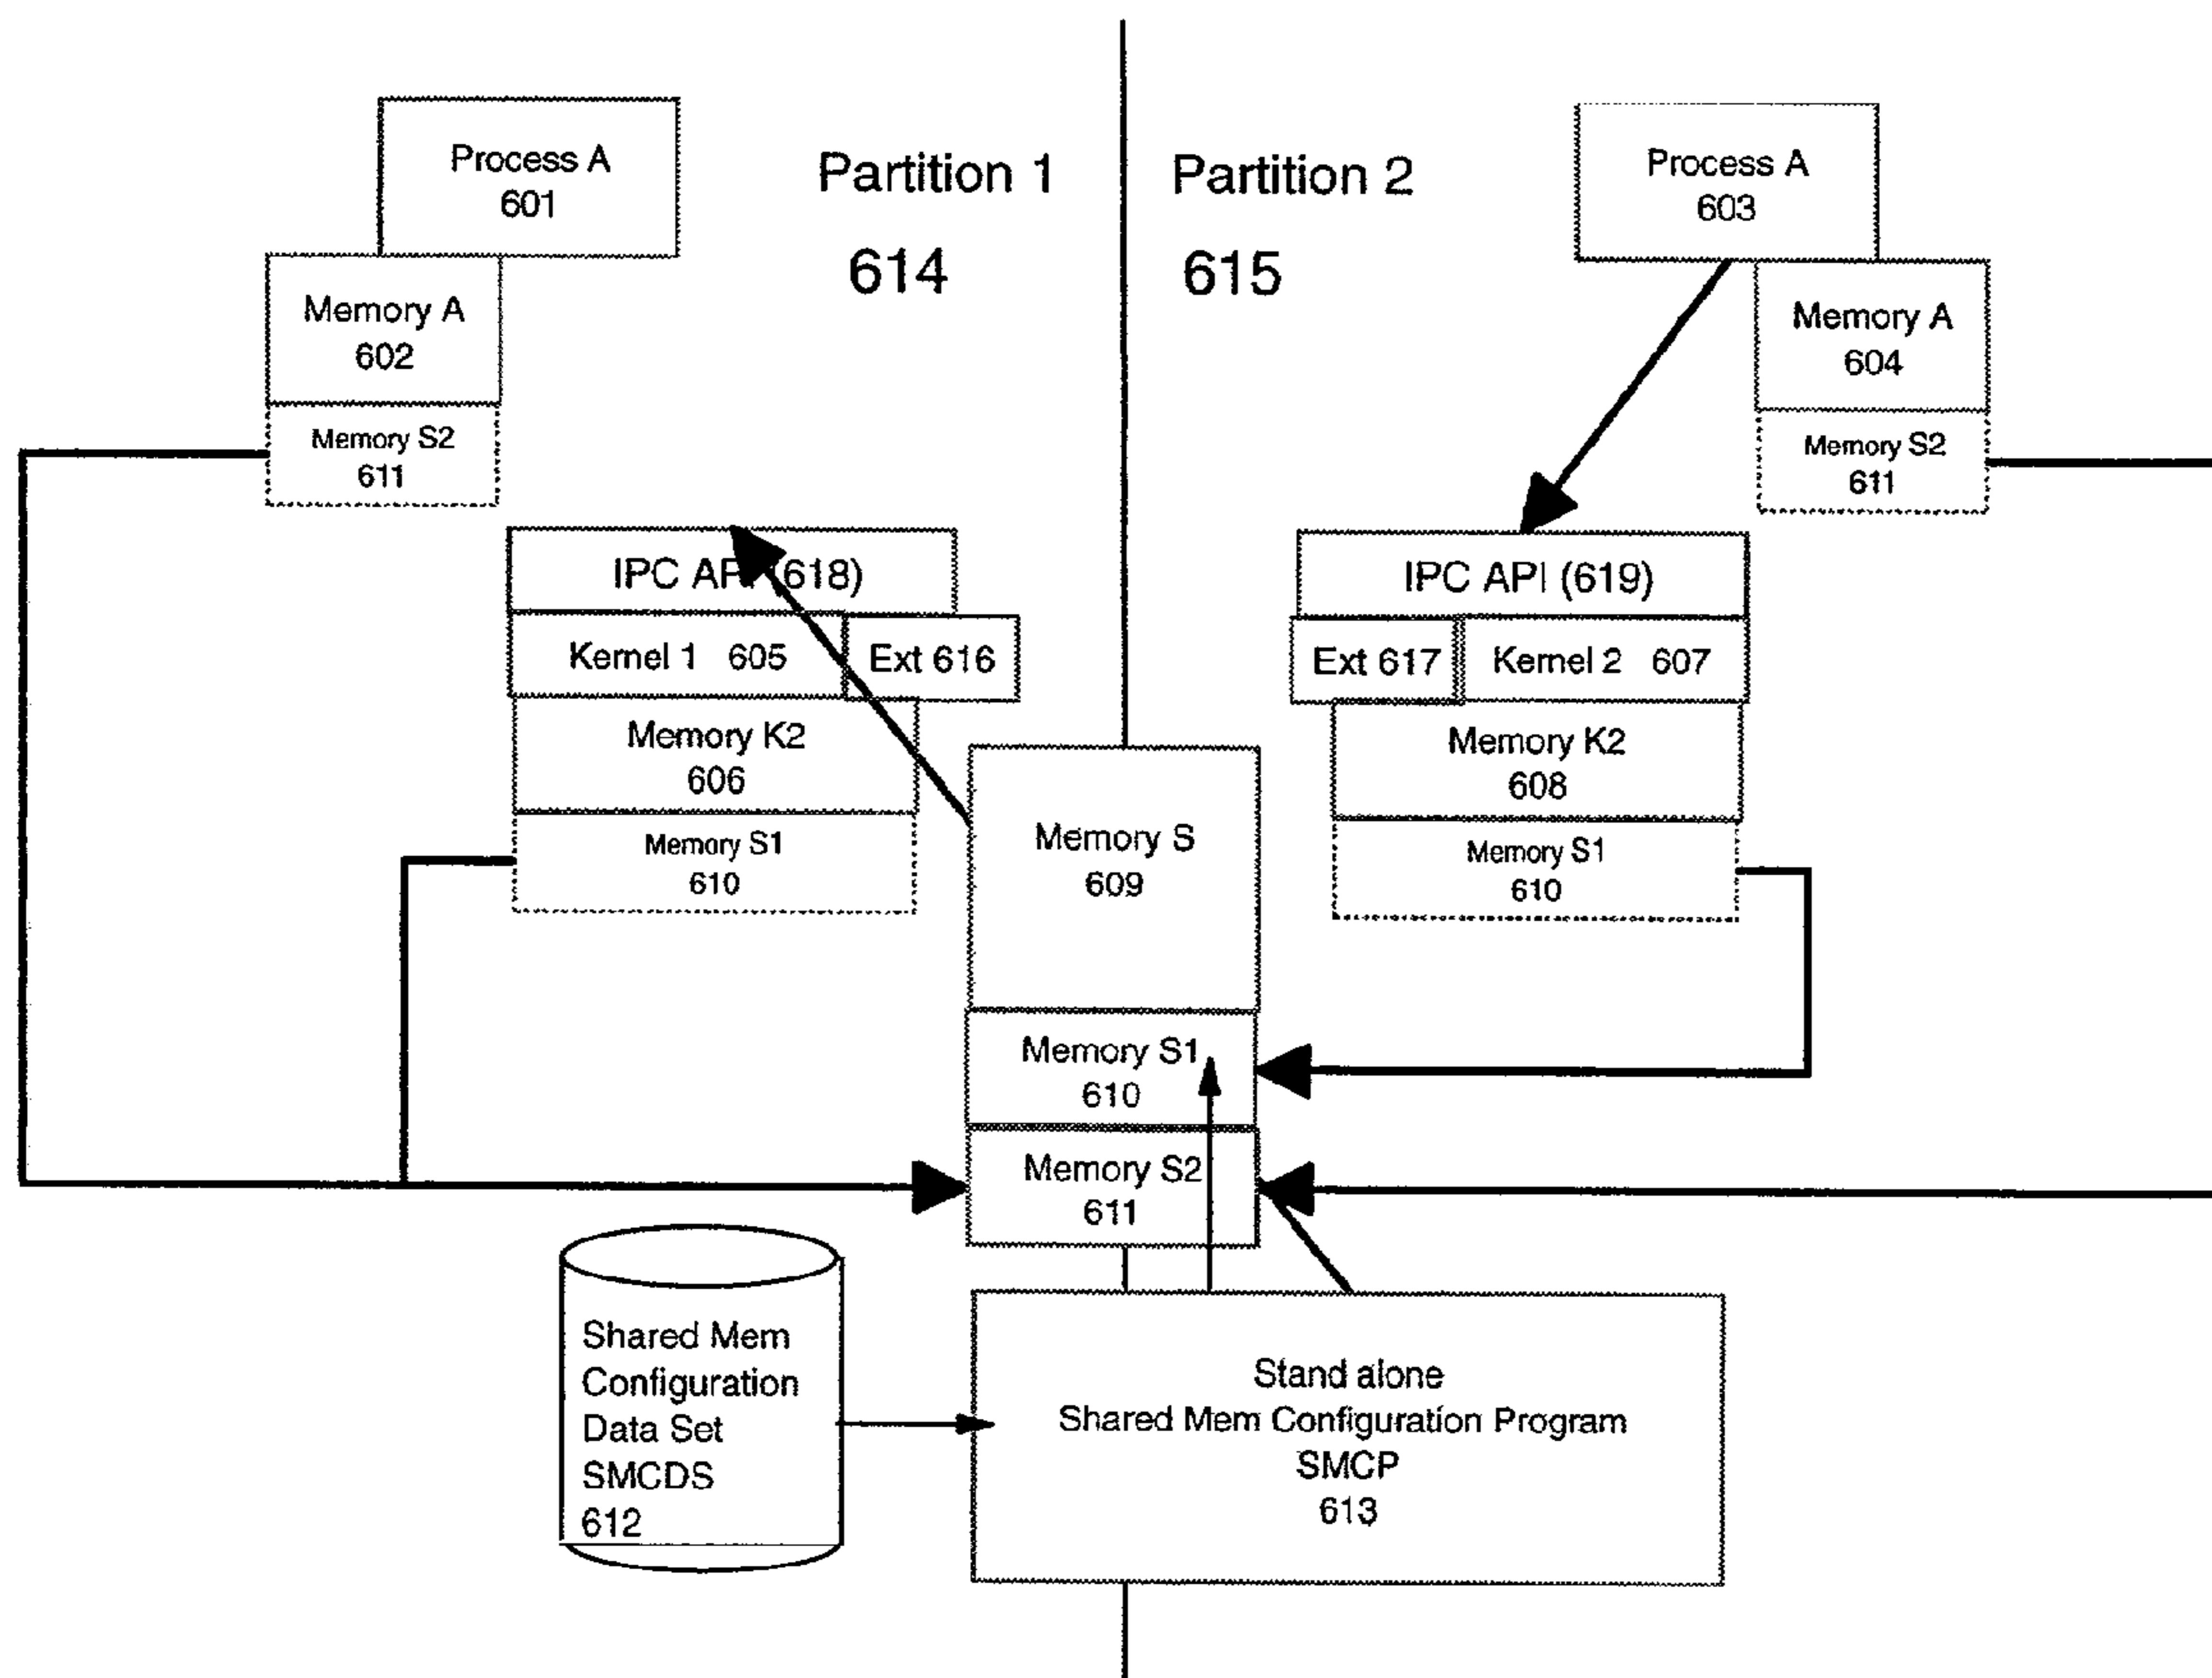 Process A
601
Partition 1
614
Partition 2
615
Process A
603
Memory A
602
Memory S2
611
Memory A
604
Memory S2
611
IPC API (618)
Kernel 1 605
Ext 616
Memory K2
606
Memory S1
610
IPC API (619)
Ext 617
Kernel 2 607
Memory K2
608
Memory S1
610
Memory S
609
Memory S1
610
Memory S2
611
Shared Mem
Configuration
Data Set
SMCDS
612
Stand alone
Shared Mem Configuration Program
SMCP
613